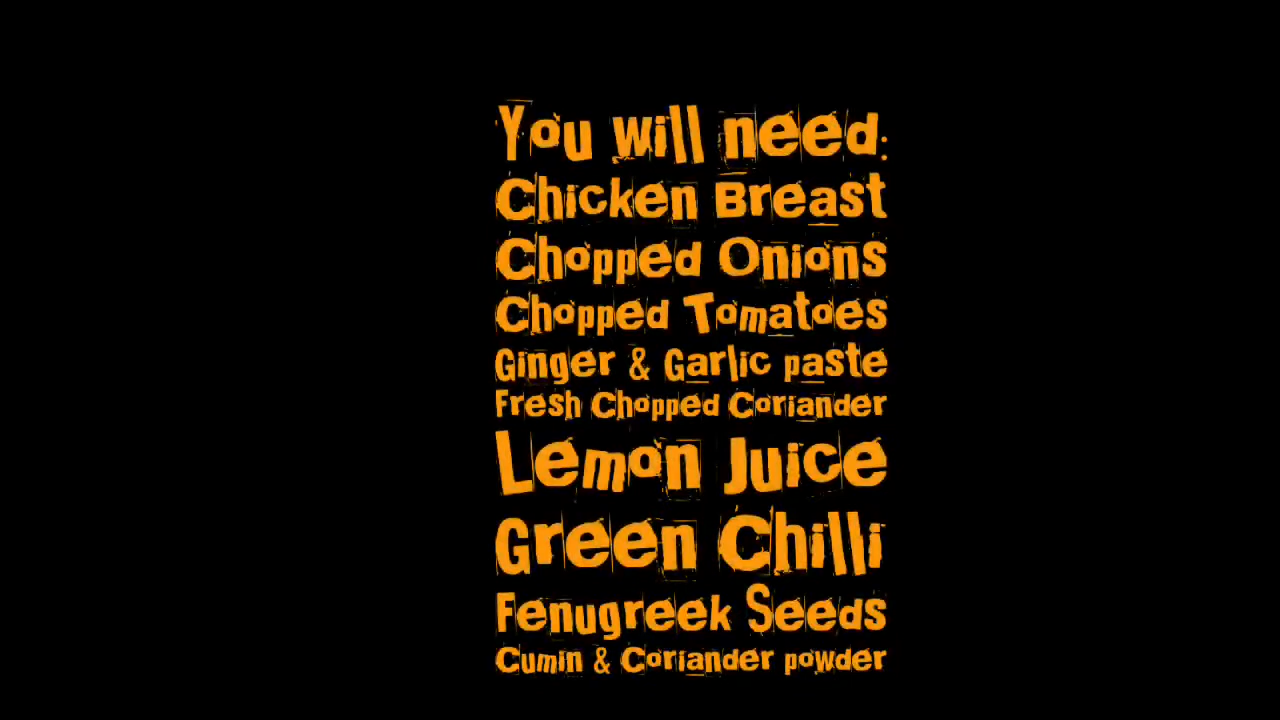 You will need:
Chicken Breast
Chopped Onions
Chopped Tomatoes
Ginger & Garlic paste
Fresh Chopped Coriander
Lemon Juice
Green Chilli
Fenugreek Seeds
Cumin & Coriander powder